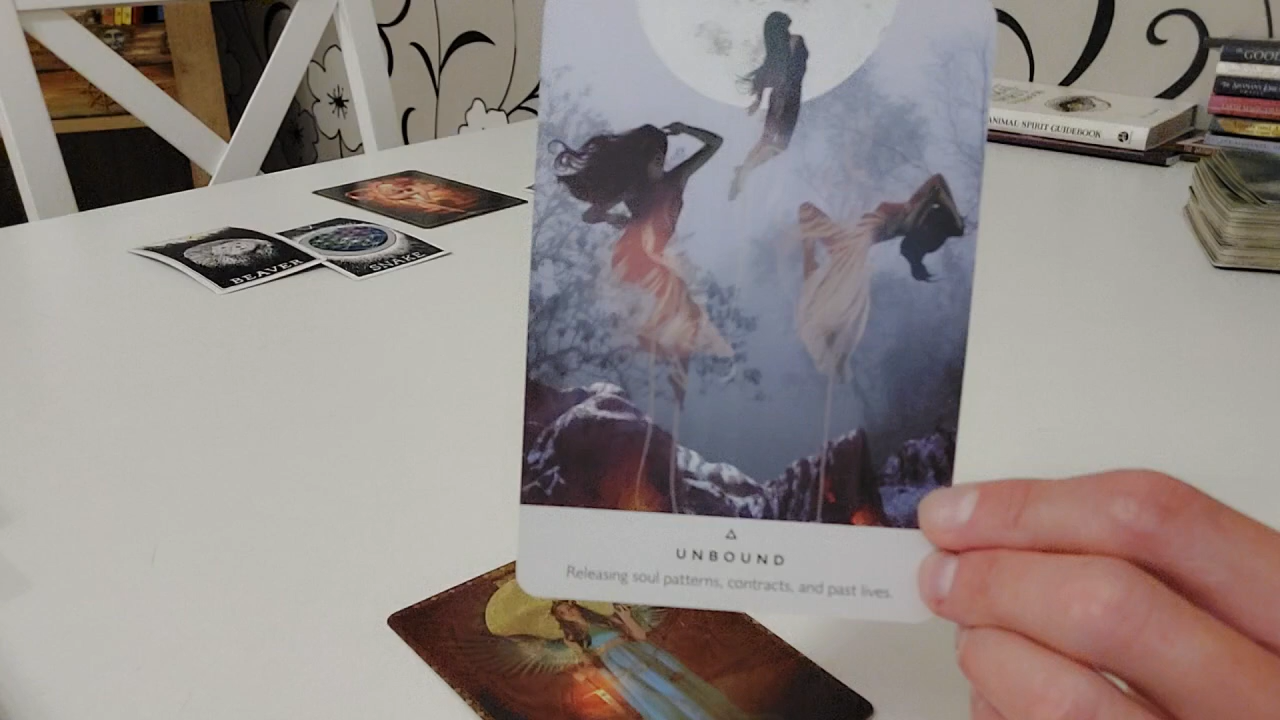 ANIMAL SPIRIT GUIDEBOOK
BEAVER
SNAKE
UNBOUND
Releasing soul patterns, contracts, and past lives.